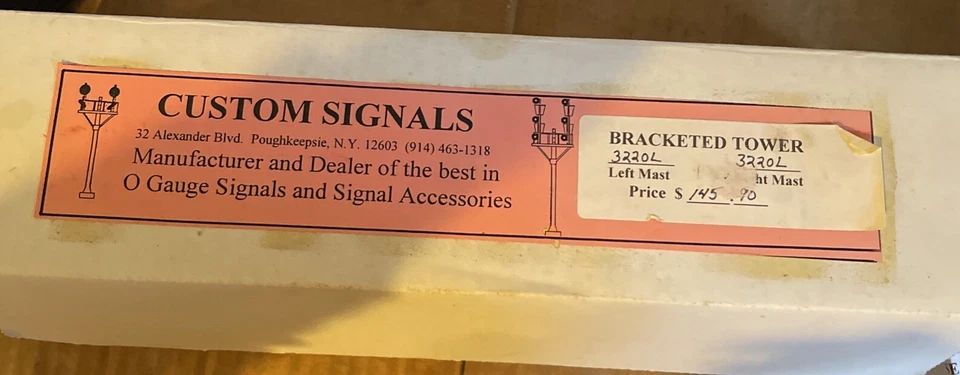 CUSTOM SIGNALS
32 Alexander Blvd. Poughkeepsie, N.Y. 12603 (914) 463-1318
Manufacturer and Dealer of the best in
O Gauge Signals and Signal Accessories
BRACKETED TOWER
3220L 3220L
Left Mast ht Mast
Price $ 145.90
E